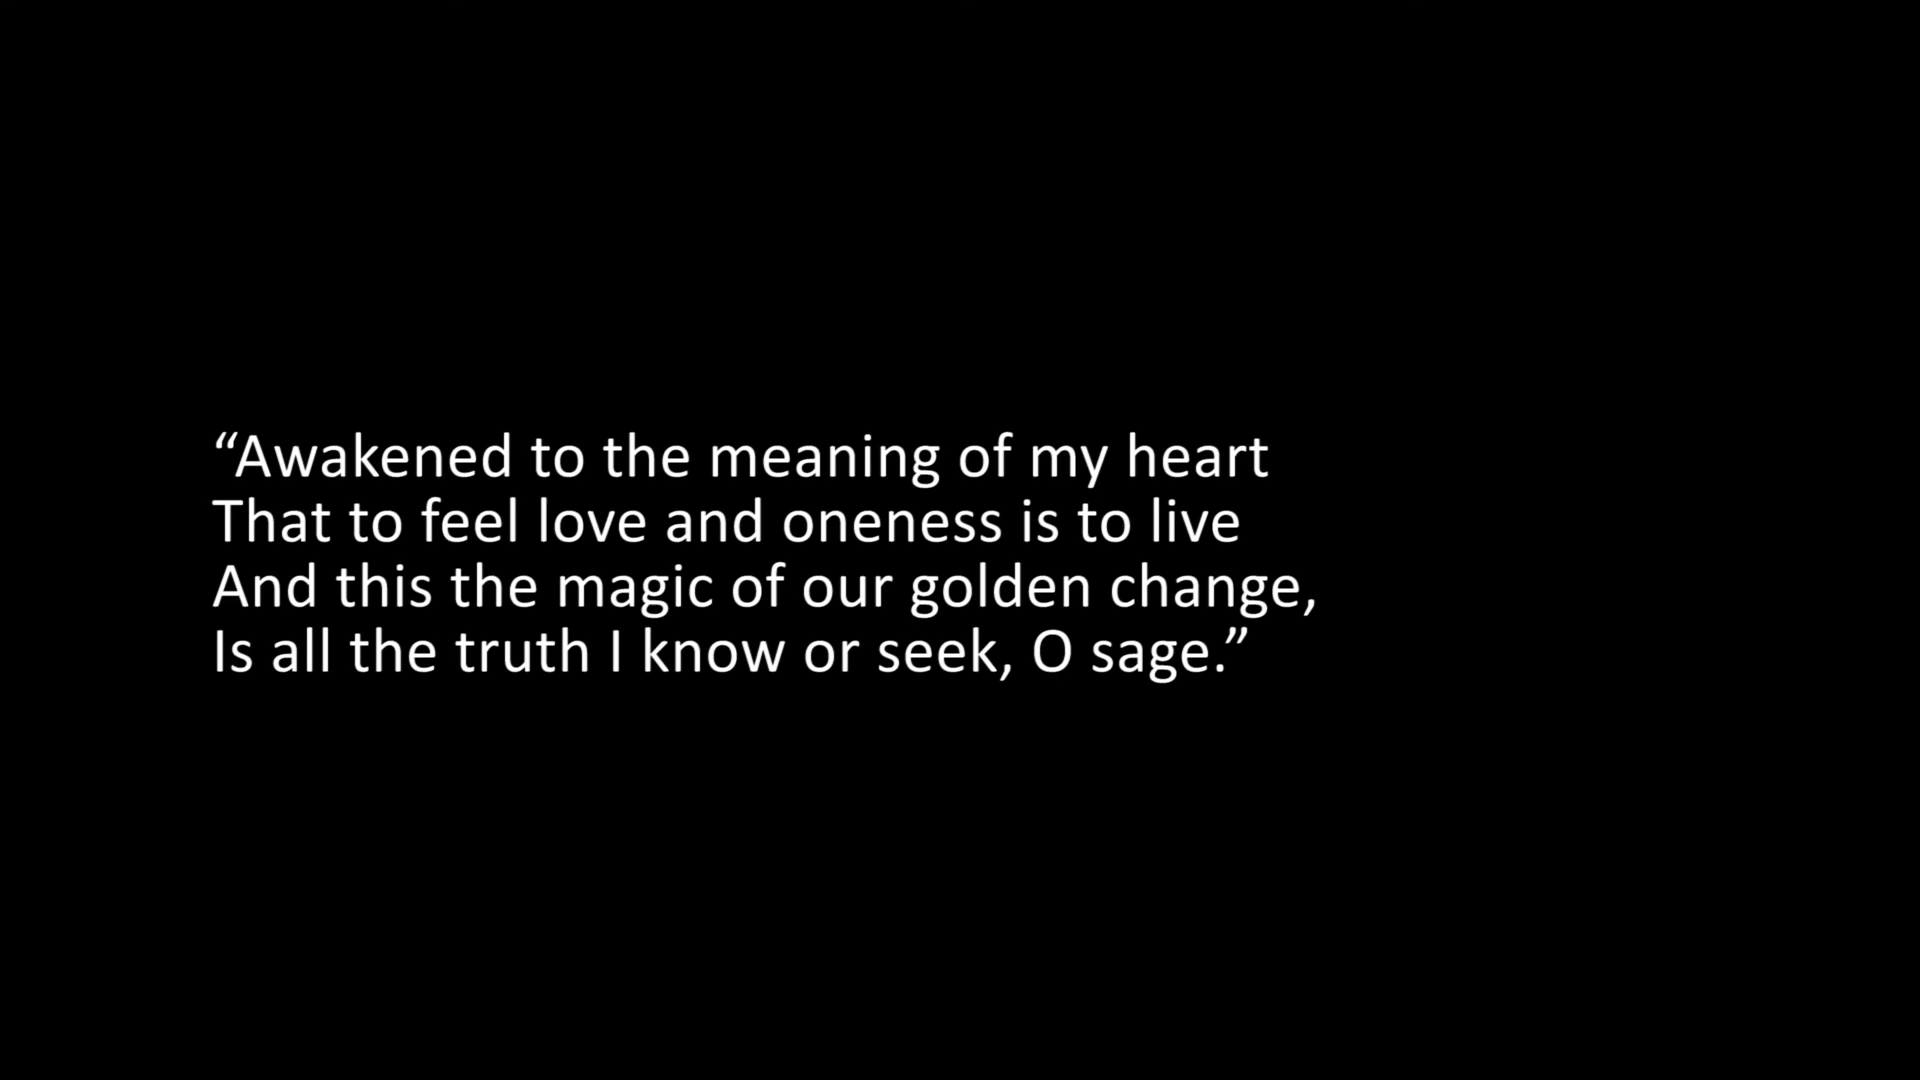 “Awakened to the meaning of my heart
That to feel love and oneness is to live
And this the magic of our golden change,
Is all the truth I know or seek, O sage.”